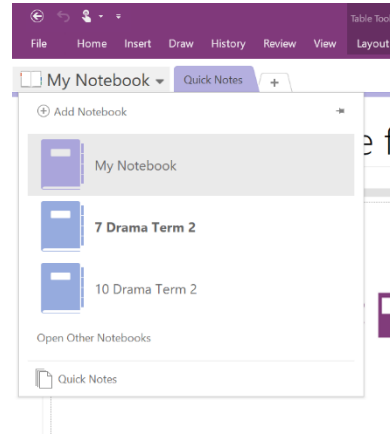 Table Too
File Home Insert Draw History Review View Layout
My Notebook Quick Notes +
Add Notebook
e f
My Notebook
7 Drama Term 2
10 Drama Term 2
Open Other Notebooks
Quick Notes